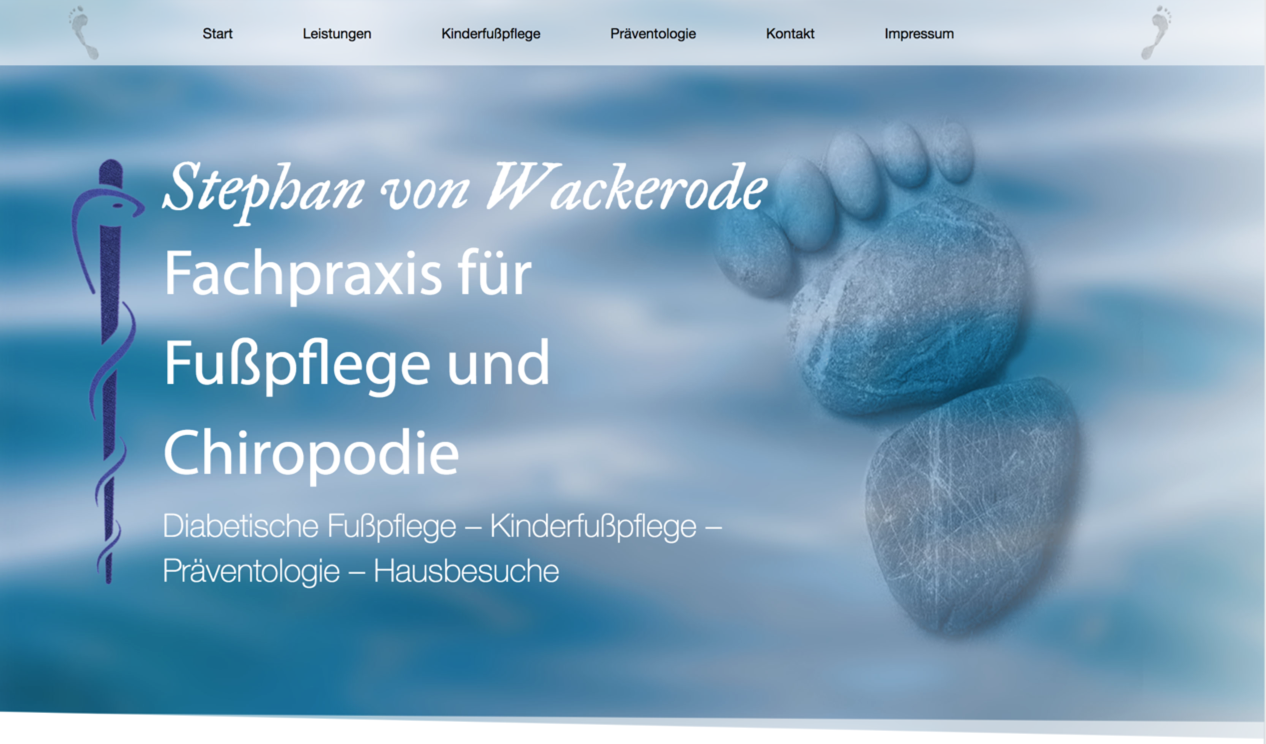 Start Leistungen Kinderfußpflege Präventologie Kontakt Impressum
Stephan von Wackerode
Fachpraxis für
Fußpflege und
Chiropodie
Diabetische Fußpflege – Kinderfußpflege –
Präventologie – Hausbesuche